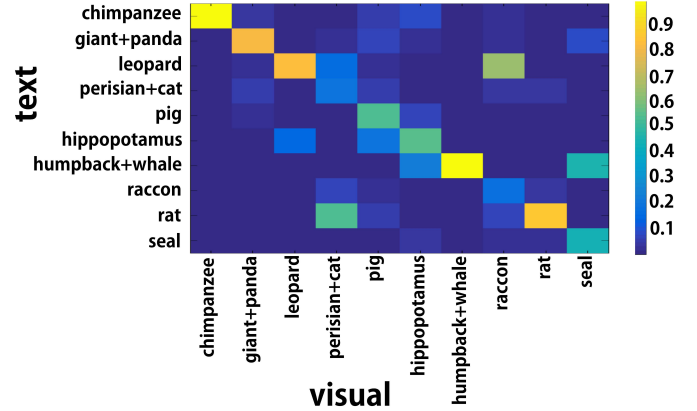 text
chimpanzee
giant+panda
leopard
perisian+cat
pig
hippopotamus
humpback+whale
raccon
rat
seal
chimpanzee
giant+panda
leopard
perisian+cat
pig
hippopotamus
humpback+whale
raccon
rat
seal
visual
0.9
0.8
0.7
0.6
0.5
0.4
0.3
0.2
0.1